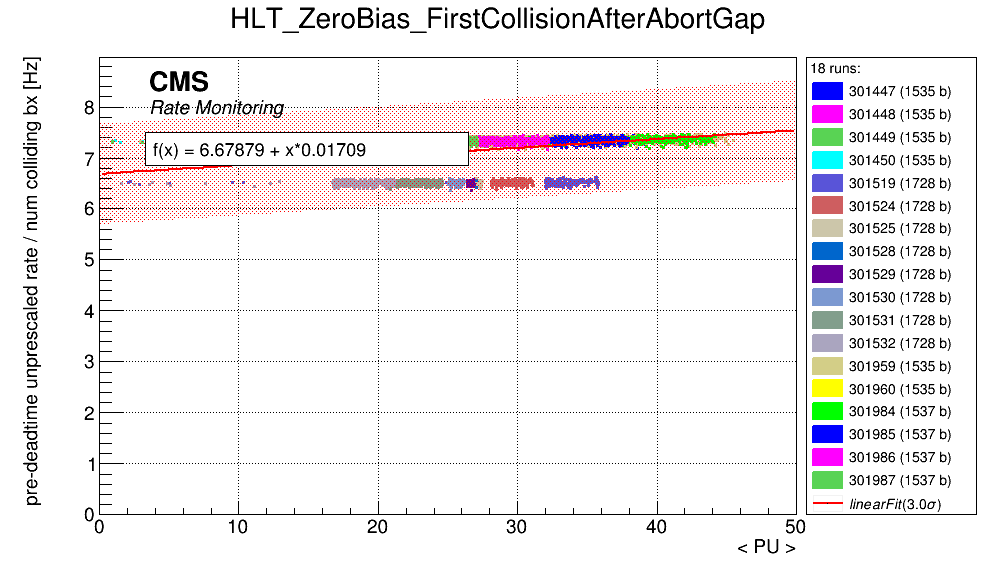 HLT_ZeroBias_FirstCollisionAfterAbortGap
pre-deadtime unprescaled rate / num colliding bx [Hz]
CMS
Rate Monitoring
f(x) = 6.67879 + x*0.01709
8
7
6
5
4
3
2
1
0
0 10 20 30 40 50
< PU >
18 runs:
301447 (1535 b)
301448 (1535 b)
301449 (1535 b)
301450 (1535 b)
301519 (1728 b)
301524 (1728 b)
301525 (1728 b)
301528 (1728 b)
301529 (1728 b)
301530 (1728 b)
301531 (1728 b)
301532 (1728 b)
301959 (1535 b)
301960 (1535 b)
301984 (1537 b)
301985 (1537 b)
301986 (1537 b)
301987 (1537 b)
linearFit(3.0σ)